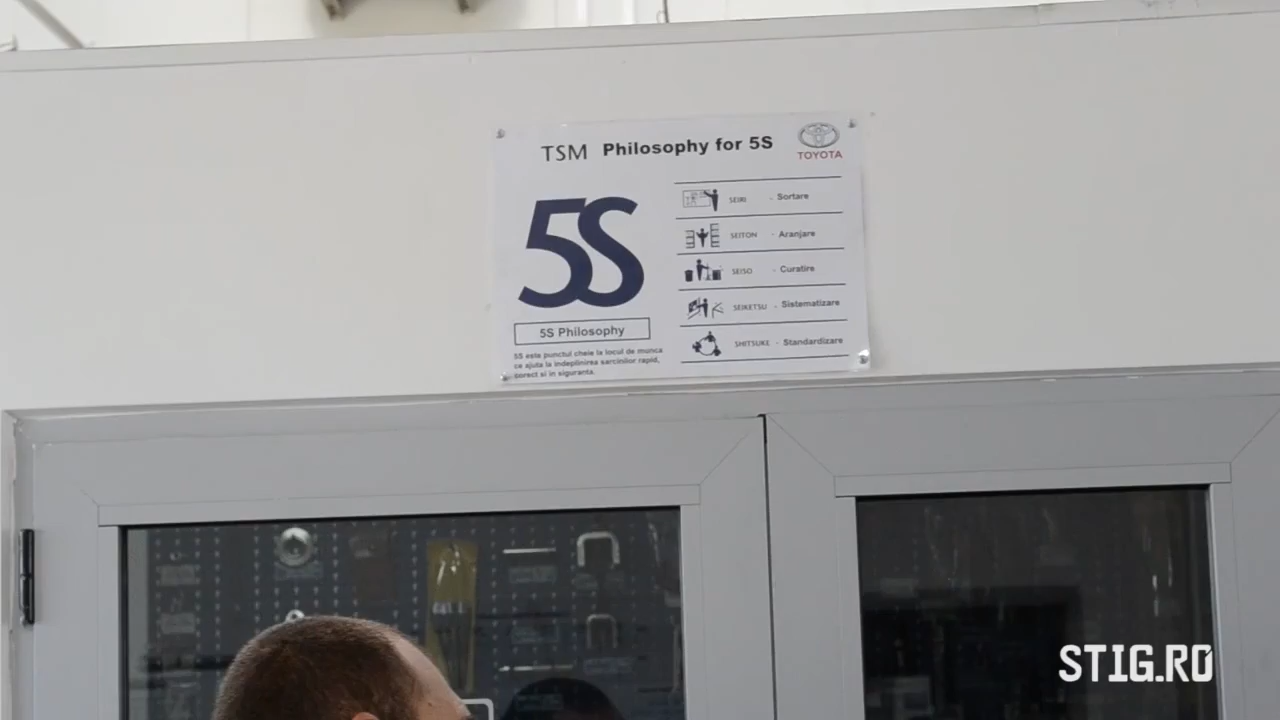 TSM Philosophy for 5S
TOYOTA
5S
SEIRI - Sortare
SEITON - Aranjare
SEISO - Curatire
SEIKETSU - Sistematizare
SHITSUKE - Standardizare
5S Philosophy
5S este punctul cheie la locul de munca
ce ajuta la indeplinirea sarcinilor rapid,
corect si in siguranta.
STIG.RO